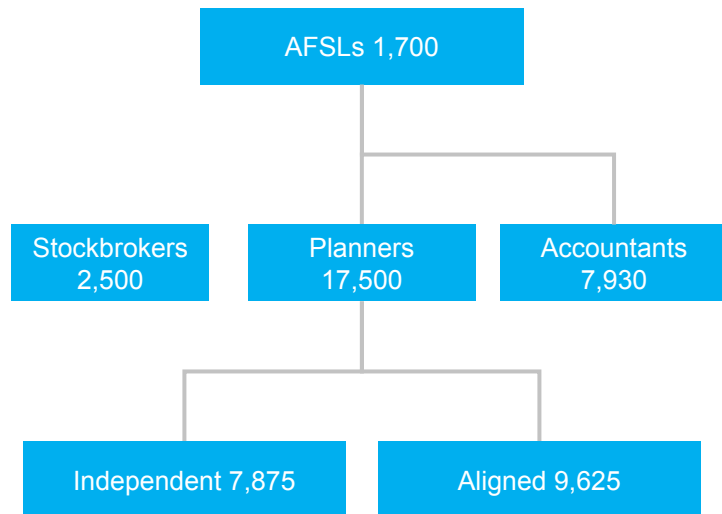 AFSLs 1,700
Stockbrokers
2,500
Planners
17,500
Accountants
7,930
Independent 7,875
Aligned 9,625